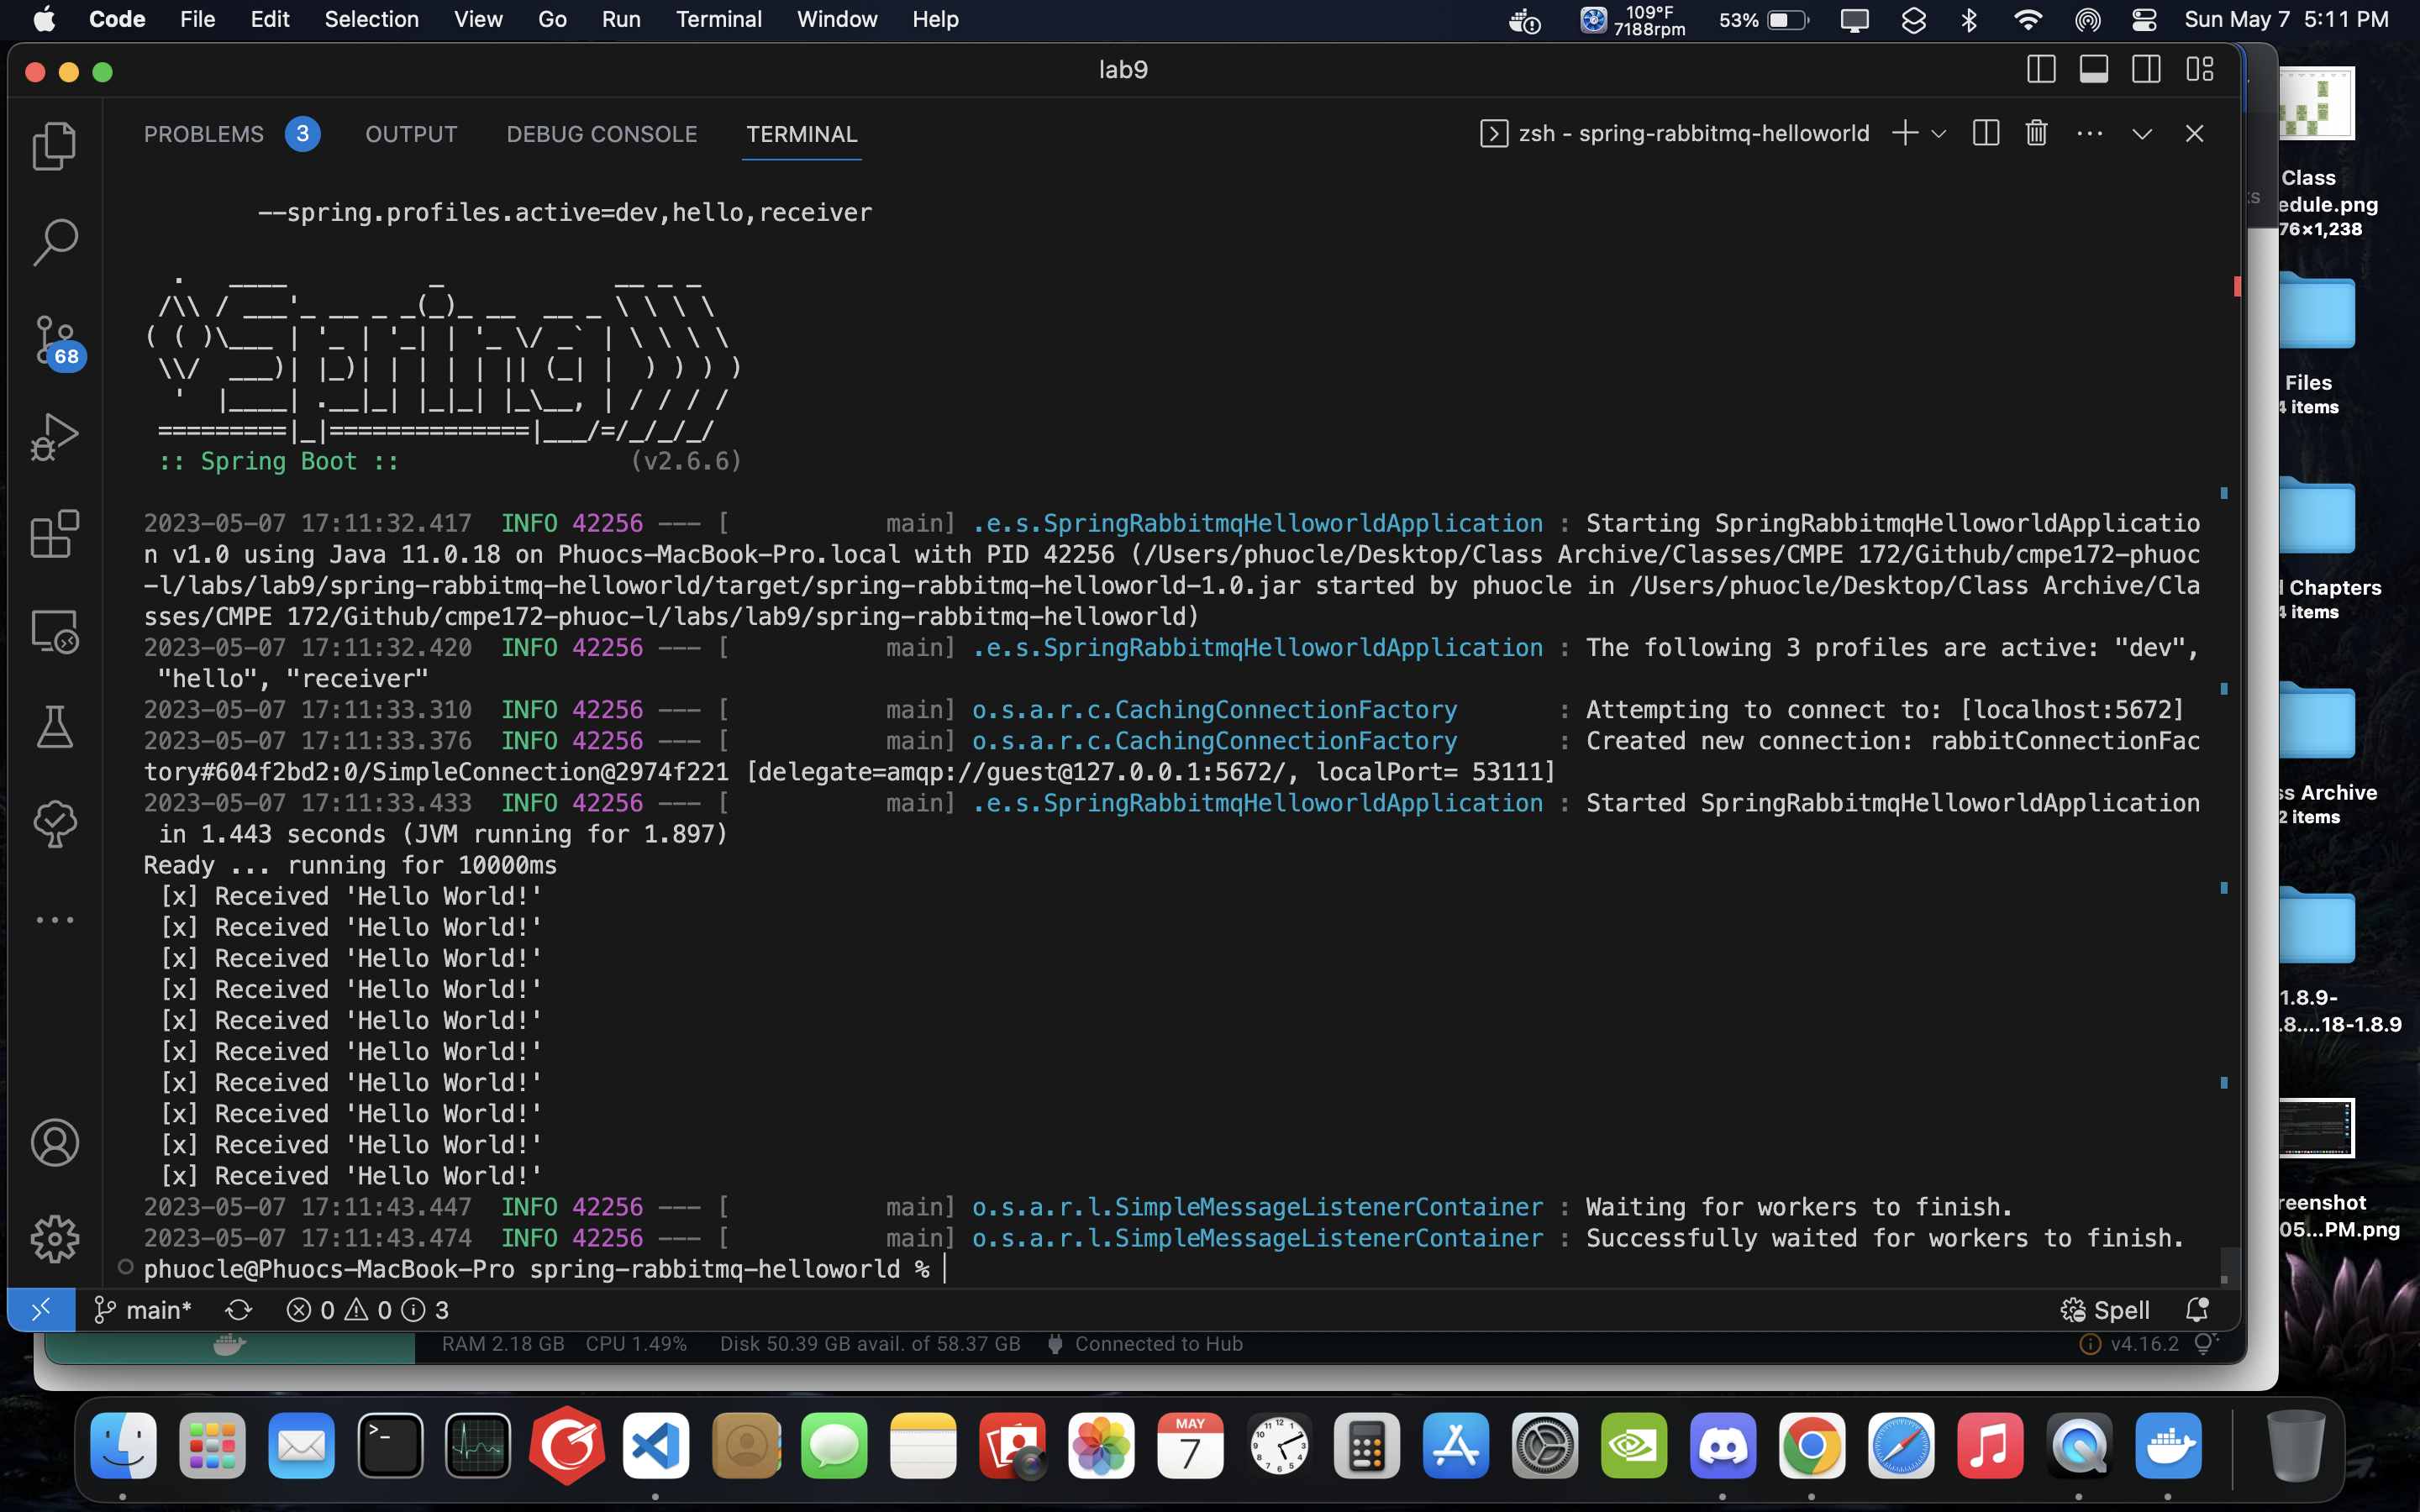 Code File Edit Selection View Go Run Terminal Window Help 109°F 7188rpm 53% Sun May 7 5:11 PM
lab9
PROBLEMS 3 OUTPUT DEBUG CONSOLE TERMINAL zsh - spring-rabbitmq-helloworld
--spring.profiles.active=dev,hello,receiver
:: Spring Boot :: (v2.6.6)
2023-05-07 17:11:32.417 INFO 42256 --- [ main] .e.s.SpringRabbitmqHelloworldApplication : Starting SpringRabbitmqHelloworldApplicatio
n v1.0 using Java 11.0.18 on Phuocs-MacBook-Pro.local with PID 42256 (/Users/phuocle/Desktop/Class Archive/Classes/CMPE 172/Github/cmpe172-phuoc
-l/labs/lab9/spring-rabbitmq-helloworld/target/spring-rabbitmq-helloworld-1.0.jar started by phuocle in /Users/phuocle/Desktop/Class Archive/Cla
sses/CMPE 172/Github/cmpe172-phuoc-l/labs/lab9/spring-rabbitmq-helloworld)
2023-05-07 17:11:32.420 INFO 42256 --- [ main] .e.s.SpringRabbitmqHelloworldApplication : The following 3 profiles are active: "dev",
"hello", "receiver"
2023-05-07 17:11:33.310 INFO 42256 --- [ main] o.s.a.r.c.CachingConnectionFactory : Attempting to connect to: [localhost:5672]
2023-05-07 17:11:33.376 INFO 42256 --- [ main] o.s.a.r.c.CachingConnectionFactory : Created new connection: rabbitConnectionFac
tory#604f2bd2:0/SimpleConnection@2974f221 [delegate=amqp://guest@127.0.0.1:5672/, localPort= 53111]
2023-05-07 17:11:33.433 INFO 42256 --- [ main] .e.s.SpringRabbitmqHelloworldApplication : Started SpringRabbitmqHelloworldApplication
in 1.443 seconds (JVM running for 1.897)
Ready ... running for 10000ms
[x] Received 'Hello World!'
[x] Received 'Hello World!'
[x] Received 'Hello World!'
[x] Received 'Hello World!'
[x] Received 'Hello World!'
[x] Received 'Hello World!'
[x] Received 'Hello World!'
[x] Received 'Hello World!'
[x] Received 'Hello World!'
[x] Received 'Hello World!'
2023-05-07 17:11:43.447 INFO 42256 --- [ main] o.s.a.r.l.SimpleMessageListenerContainer : Waiting for workers to finish.
2023-05-07 17:11:43.474 INFO 42256 --- [ main] o.s.a.r.l.SimpleMessageListenerContainer : Successfully waited for workers to finish.
phuocle@Phuocs-MacBook-Pro spring-rabbitmq-helloworld %
68
main* 0 0 3 Spell
RAM 2.18 GB CPU 1.49% Disk 50.39 GB avail. of 58.37 GB Connected to Hub v4.16.2
Class
edule.png
76×1,238
Files
4 items
Chapters
4 items
ss Archive
2 items
1.8.9-
.8....18-1.8.9
reenshot
05...PM.png
MAY
7